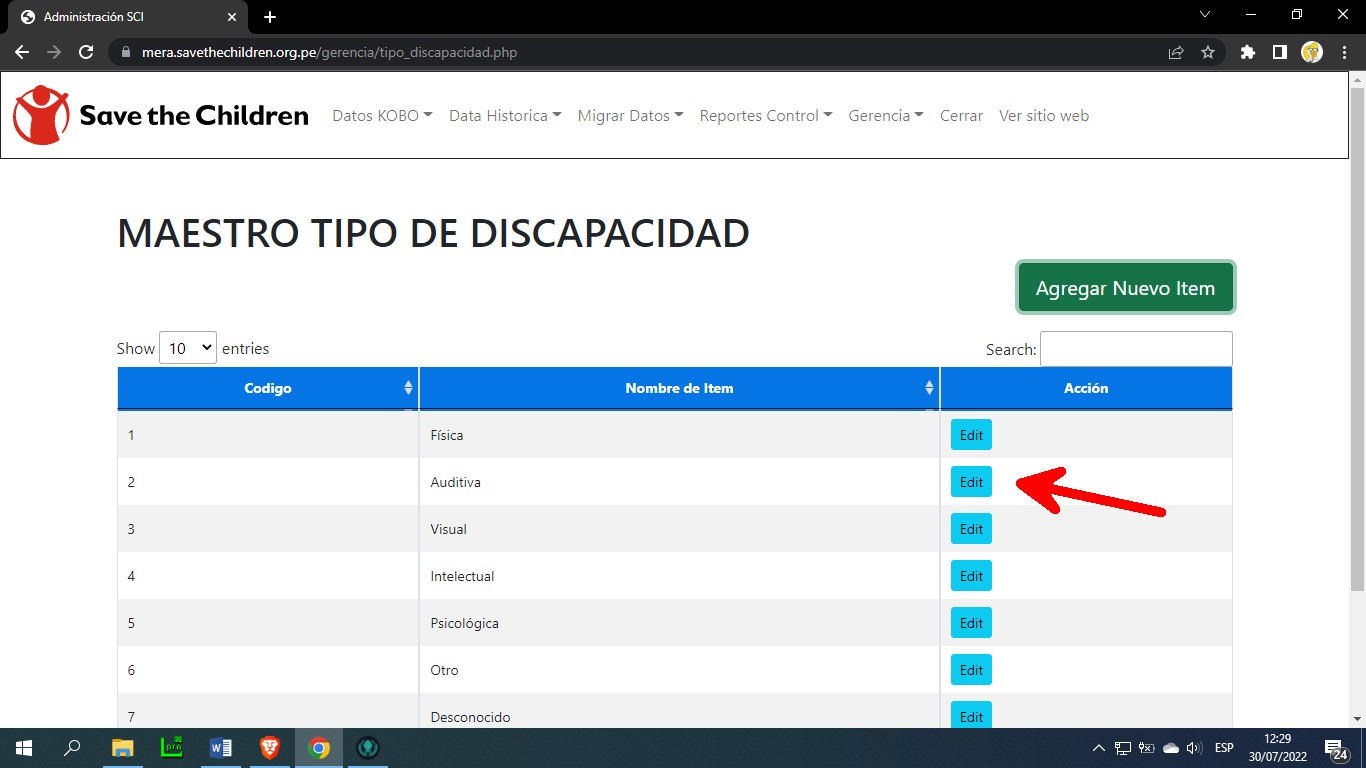 Administración SCI
mera.savethechildren.org.pe/gerencia/tipo_discapacidad.php
Save the Children Datos KOBO Data Historica Migrar Datos Reportes Control Gerencia Cerrar Ver sitio web
MAESTRO TIPO DE DISCAPACIDAD
Agregar Nuevo Item
Show 10 entries Search:
Codigo Nombre de Item Acción
1 Física Edit
2 Auditiva Edit
3 Visual Edit
4 Intelectual Edit
5 Psicológica Edit
6 Otro Edit
7 Desconocido Edit
32
pro
W
ESP
12:29
30/07/2022
24